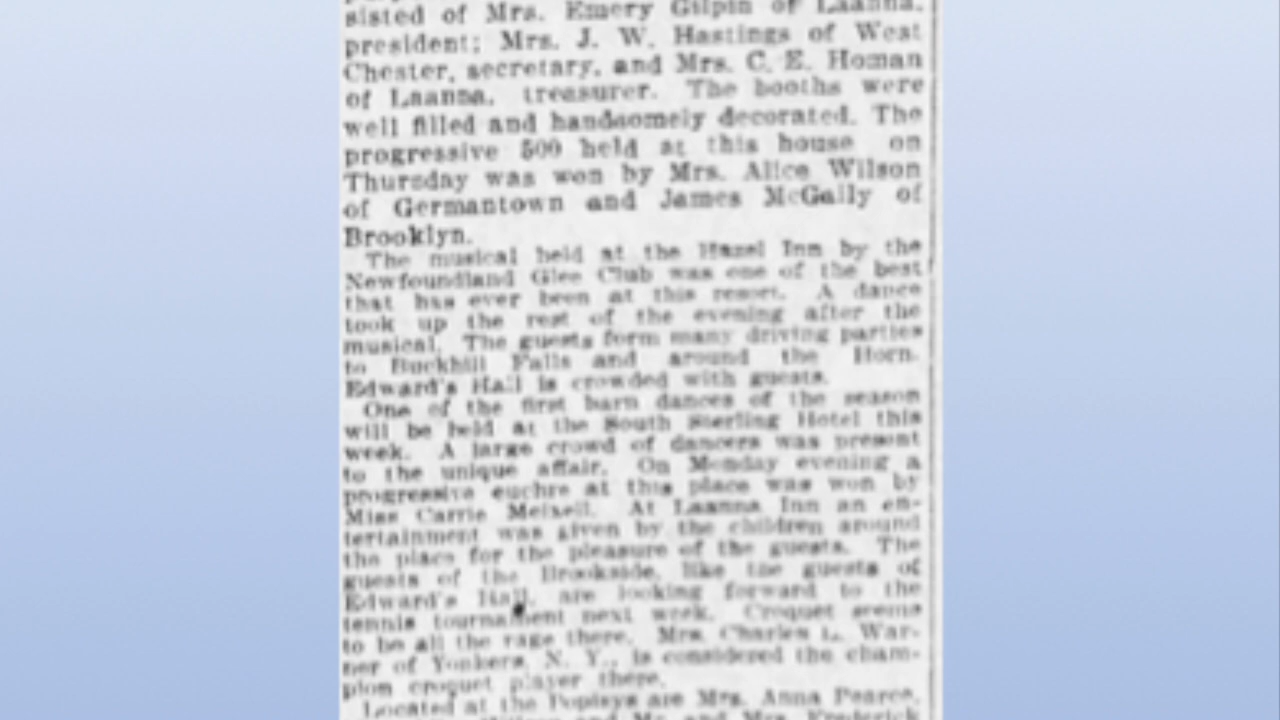 sisted of Mrs. Emery Gilpin of Laanna,
president; Mrs. J. W. Hastings of West
Chester, secretary, and Mrs. C. E. Homan
of Laanna, treasurer. The booths were
well filled and handsomely decorated. The
progressive 500 held at this house on
Thursday was won by Mrs. Alice Wilson
of Germantown and James McGally of
Brooklyn.
The musical held at the Hazel Inn by the
Newfoundland Glee Club was one of the best
that has ever been at this resort. A dance
took up the rest of the evening after the
musical. The guests form many driving parties
to Buckhill Falls and around the Horn.
Edward's Hall is crowded with guests.
One of the first barn dances of the season
will be held at the South Sterling Hotel this
week. A large crowd of dancers was present
to the unique affair. On Monday evening a
progressive euchre at this place was won by
Miss Carrie Meixell. At Laanna Inn an en-
tertainment was given by the children around
the place for the pleasure of the guests. The
guests of the Brookside, like the guests of
Edward's Hall, are looking forward to the
tennis tournament next week. Croquet seems
to be all the rage there. Mrs. Charles L. War-
ner of Yonkers, N. Y., is considered the cham-
pion croquet player there.
Located at the are Mrs. Anna Pearce,
and Mr. and Mrs. Frederick